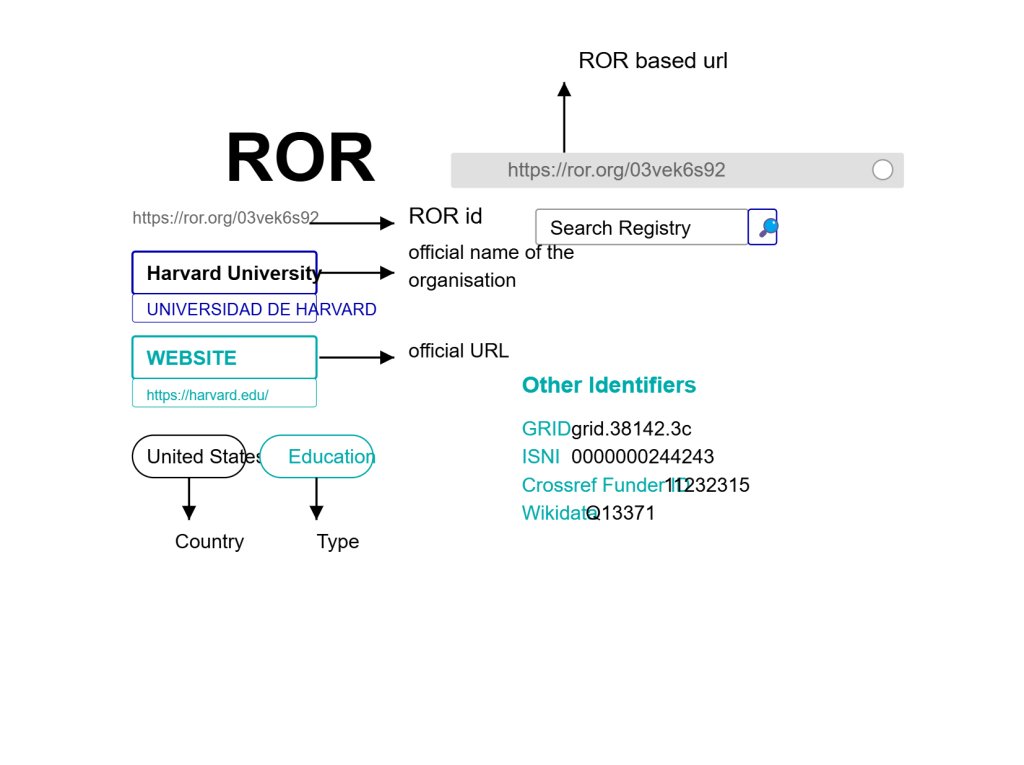 ROR based url
ROR
https://ror.org/03vek6s92
https://ror.org/03vek6s92
ROR id
Search Registry
Harvard University
official name of the
organisation
UNIVERSIDAD DE HARVARD
WEBSITE
official URL
https://harvard.edu/
Other Identifiers
GRID grid.38142.3c
ISNI 0000000244243
Crossref Funder ID 11232315
Wikidata Q13371
United States
Education
Country
Type